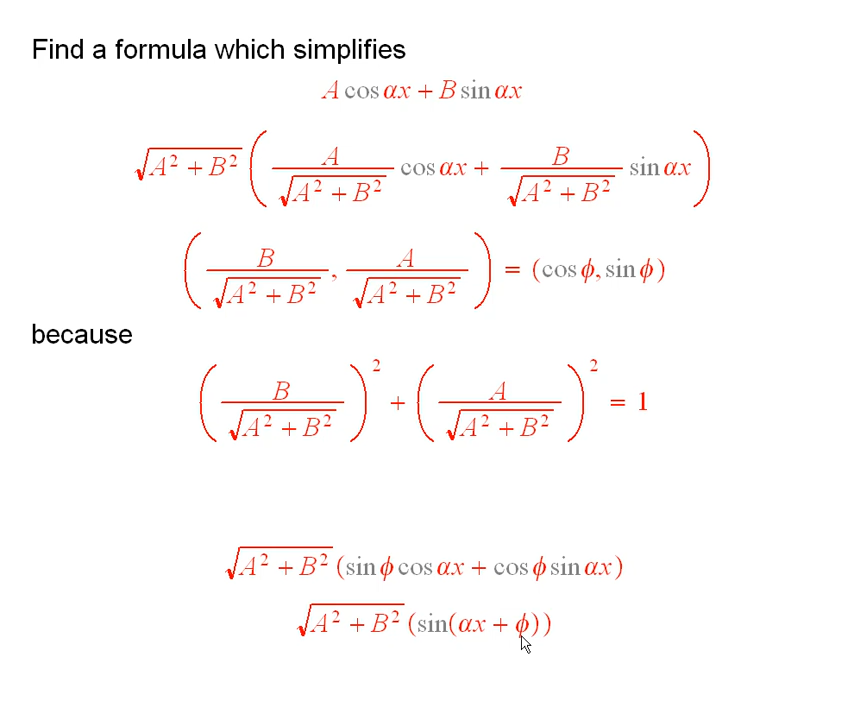 Find a formula which simplifies
A cos αx + B sin αx
√(A² + B²) ( A / √(A² + B²) cos αx + B / √(A² + B²) sin αx )
( B / √(A² + B²) , A / √(A² + B²) ) = (cos ϕ, sin ϕ)
because
( B / √(A² + B²) )² + ( A / √(A² + B²) )² = 1
√(A² + B²) (sin ϕ cos αx + cos ϕ sin αx)
√(A² + B²) (sin(αx + ϕ))